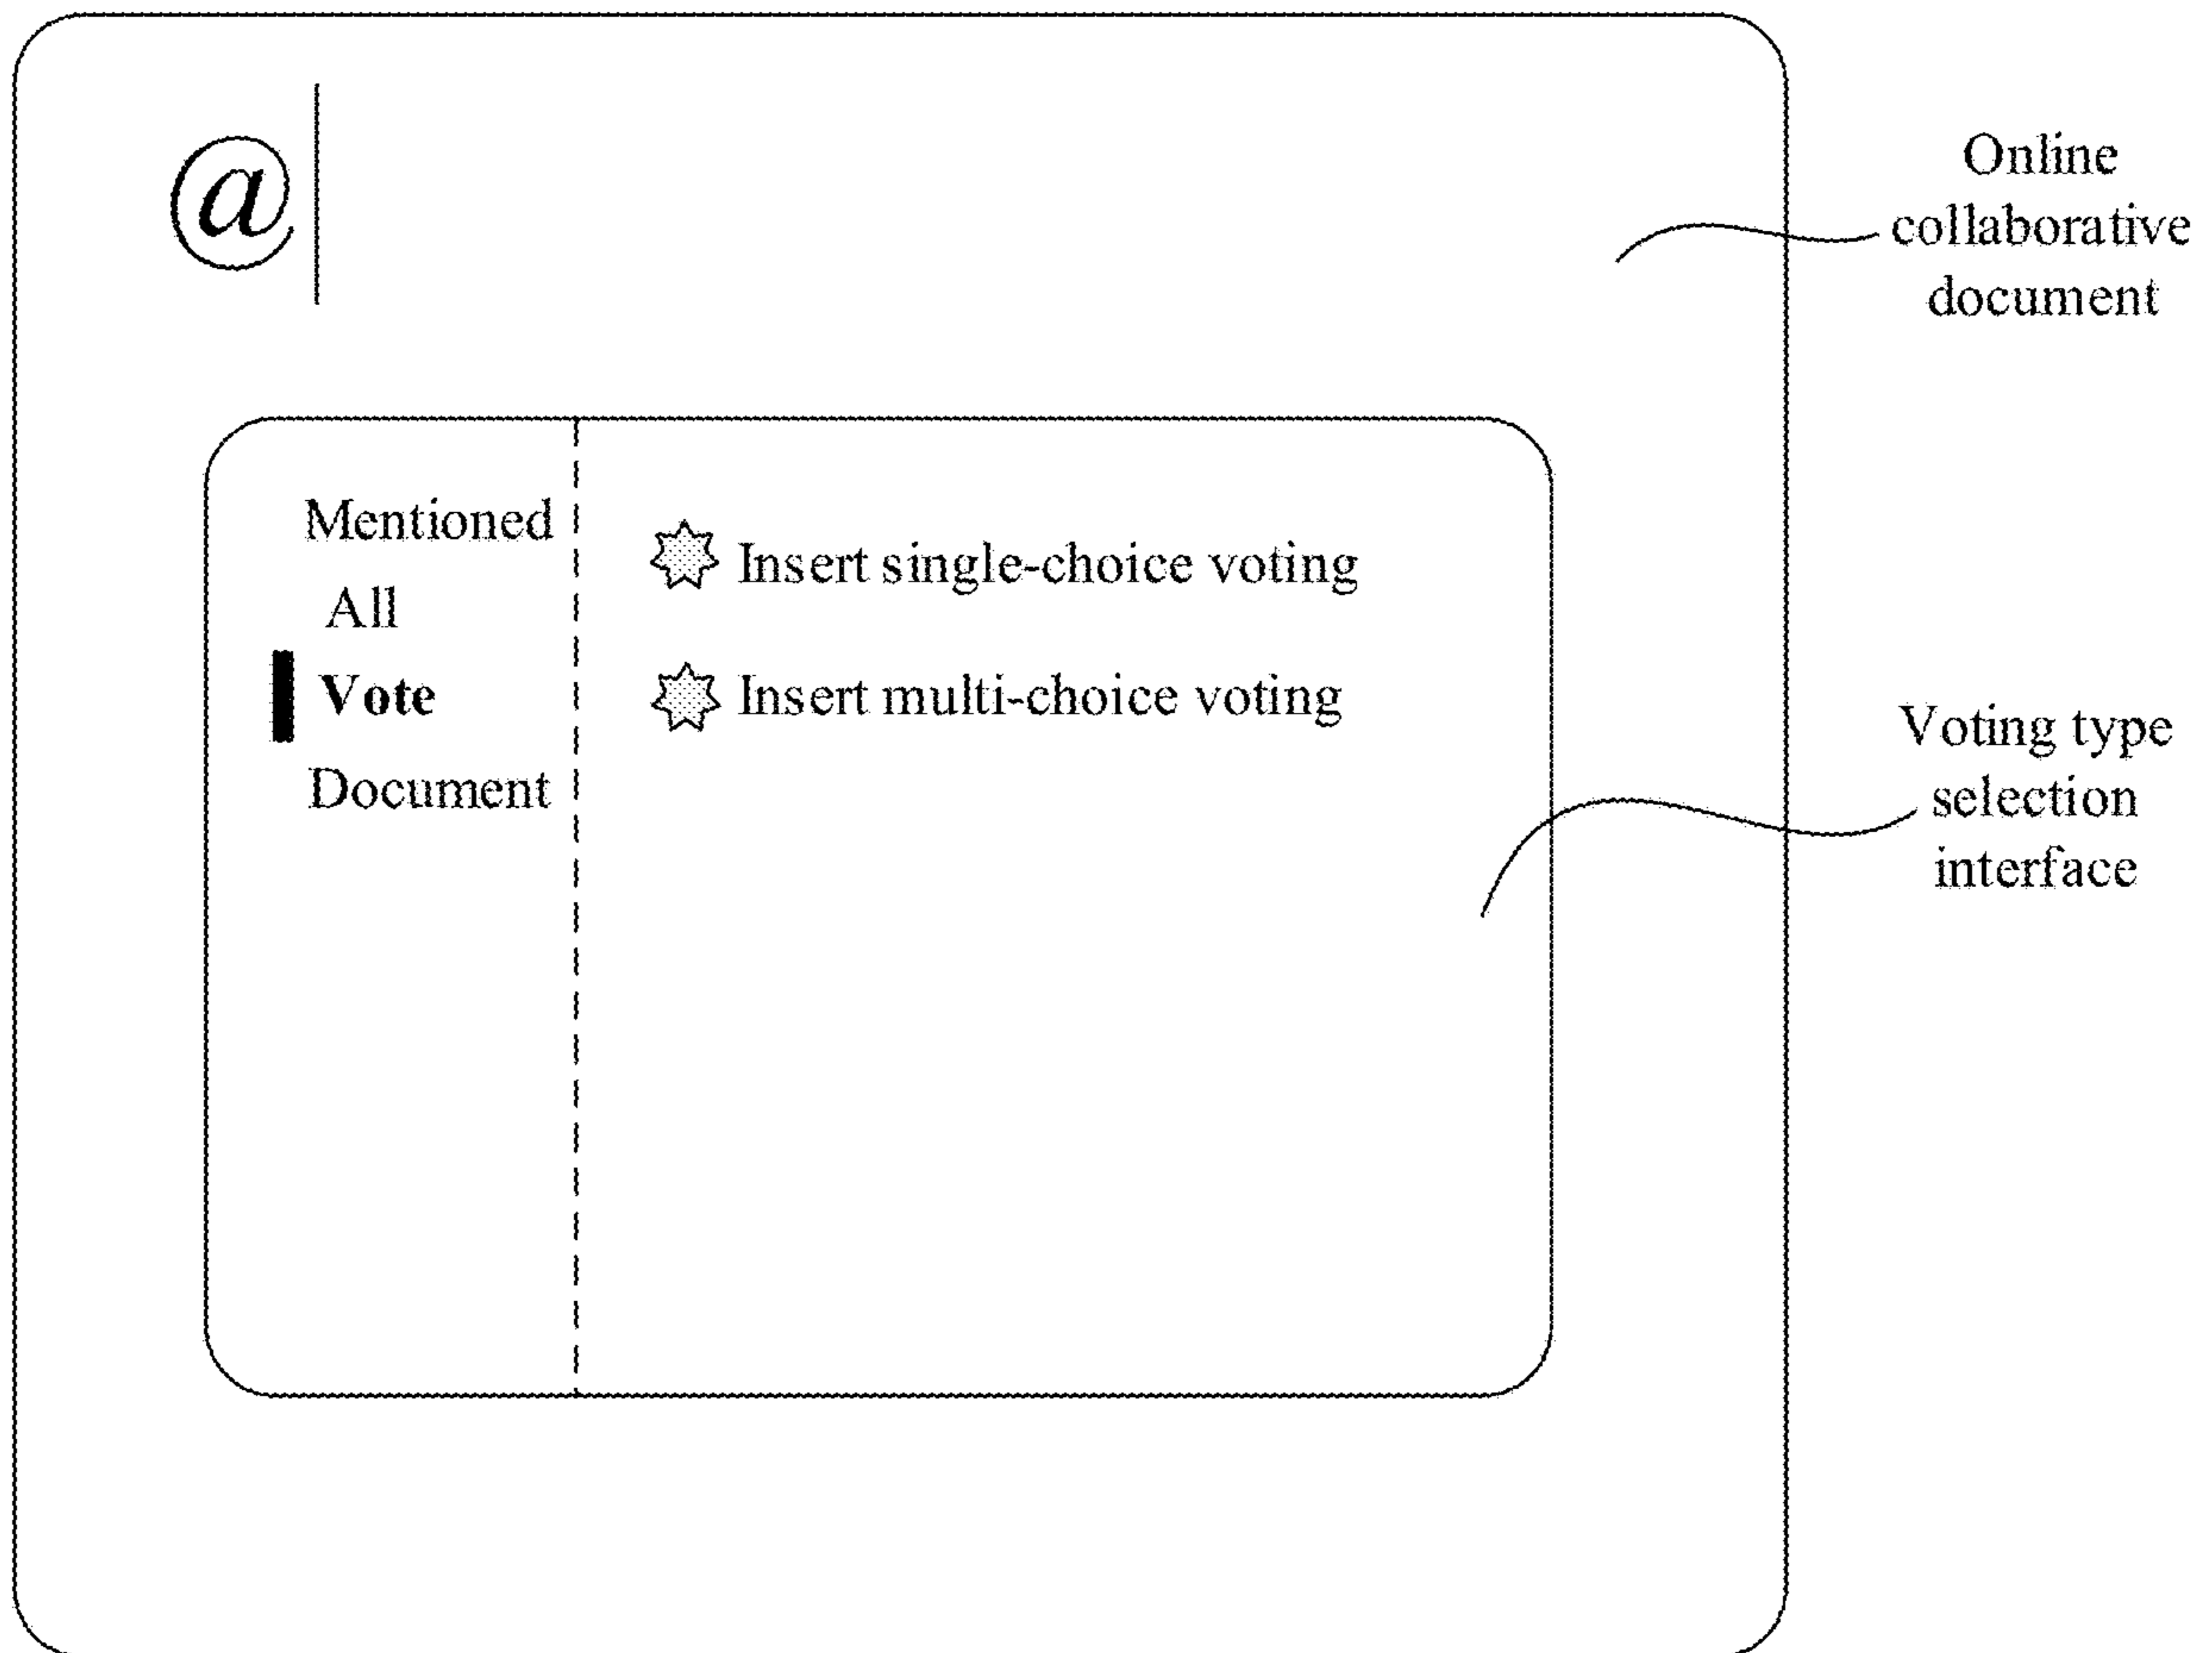 @
Online
collaborative
document
Mentioned
All
Vote
Document
Insert single-choice voting
Insert multi-choice voting
Voting type
selection
interface